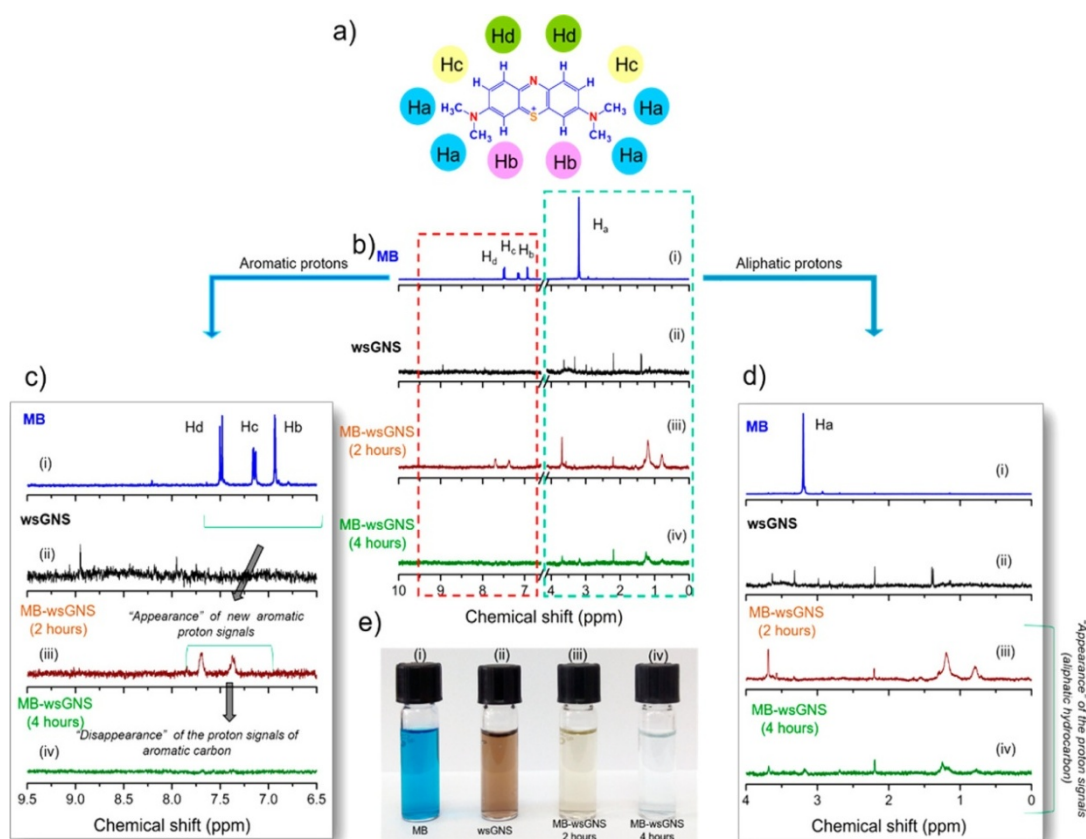 a)
Hd Hd
Hc Hc
H N H
H H
Ha Ha
H₃C CH₃
N S⁺ N
CH₃ H H CH₃
Ha Ha
Hb Hb
b)
MB
Hd Hc Hb
Ha
(i)
Aromatic protons
Aliphatic protons
wsGNS
(ii)
MB-wsGNS
(2 hours)
(iii)
MB-wsGNS
(4 hours)
(iv)
10 9 8 7 4 3 2 1 0
Chemical shift (ppm)
c)
MB
Hd Hc Hb
(i)
wsGNS
(ii)
MB-wsGNS
(2 hours)
"Appearance" of new aromatic
proton signals
(iii)
MB-wsGNS
(4 hours)
"Disappearance" of the proton signals of
aromatic carbon
(iv)
9.5 9.0 8.5 8.0 7.5 7.0 6.5
Chemical shift (ppm)
e)
(i) (ii) (iii) (iv)
MB wsGNS MB-wsGNS MB-wsGNS
2 hours 4 hours
d)
MB
Ha
(i)
wsGNS
(ii)
MB-wsGNS
(2 hours)
(iii)
MB-wsGNS
(4 hours)
(iv)
4 3 2 1 0
Chemical shift (ppm)
"Appearance" of the proton signals
(aliphatic hydrocarbon)